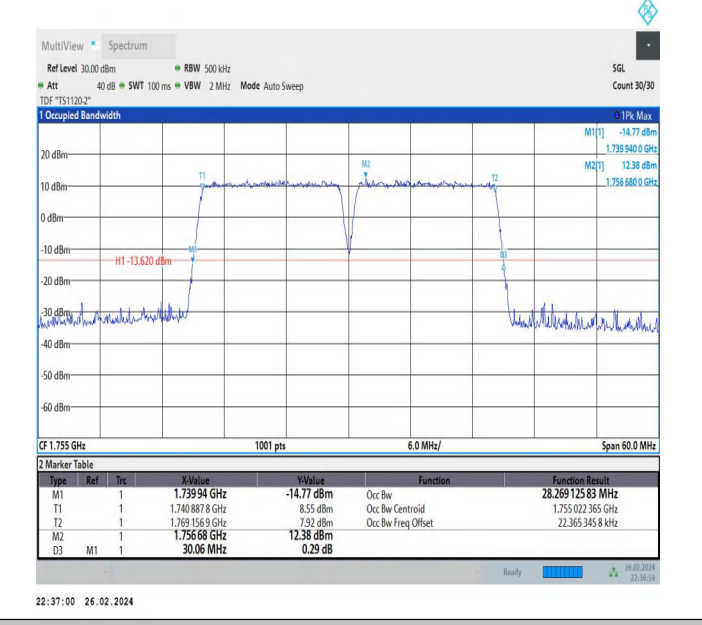 R S
MultiView Spectrum
Ref Level 30.00 dBm RBW 500 kHz SGL
Att 40 dB SWT 100 ms VBW 2 MHz Mode Auto Sweep Count 30/30
TDF "TS1120-2"
1 Occupied Bandwidth 1Pk Max
M1[1] -14.77 dBm
1.739 940 0 GHz
20 dBm
M2[1] 12.38 dBm
1.756 680 0 GHz
M2
T1 T2
10 dBm
0 dBm
-10 dBm
M1 D3
H1 -13.620 dBm
-20 dBm
-30 dBm
-40 dBm
-50 dBm
-60 dBm
CF 1.755 GHz 1001 pts 6.0 MHz/ Span 60.0 MHz
2 Marker Table
Type Ref Trc X-Value Y-Value Function Function Result
M1 1 1.739 94 GHz -14.77 dBm Occ Bw 28.269 125 83 MHz
T1 1 1.740 887 8 GHz 8.55 dBm Occ Bw Centroid 1.755 022 365 GHz
T2 1 1.769 156 9 GHz 7.92 dBm Occ Bw Freq Offset 22.365 345 8 kHz
M2 1 1.756 68 GHz 12.38 dBm
D3 M1 1 30.06 MHz 0.29 dB
Ready 26.02.2024
22:36:59
22:37:00 26.02.2024